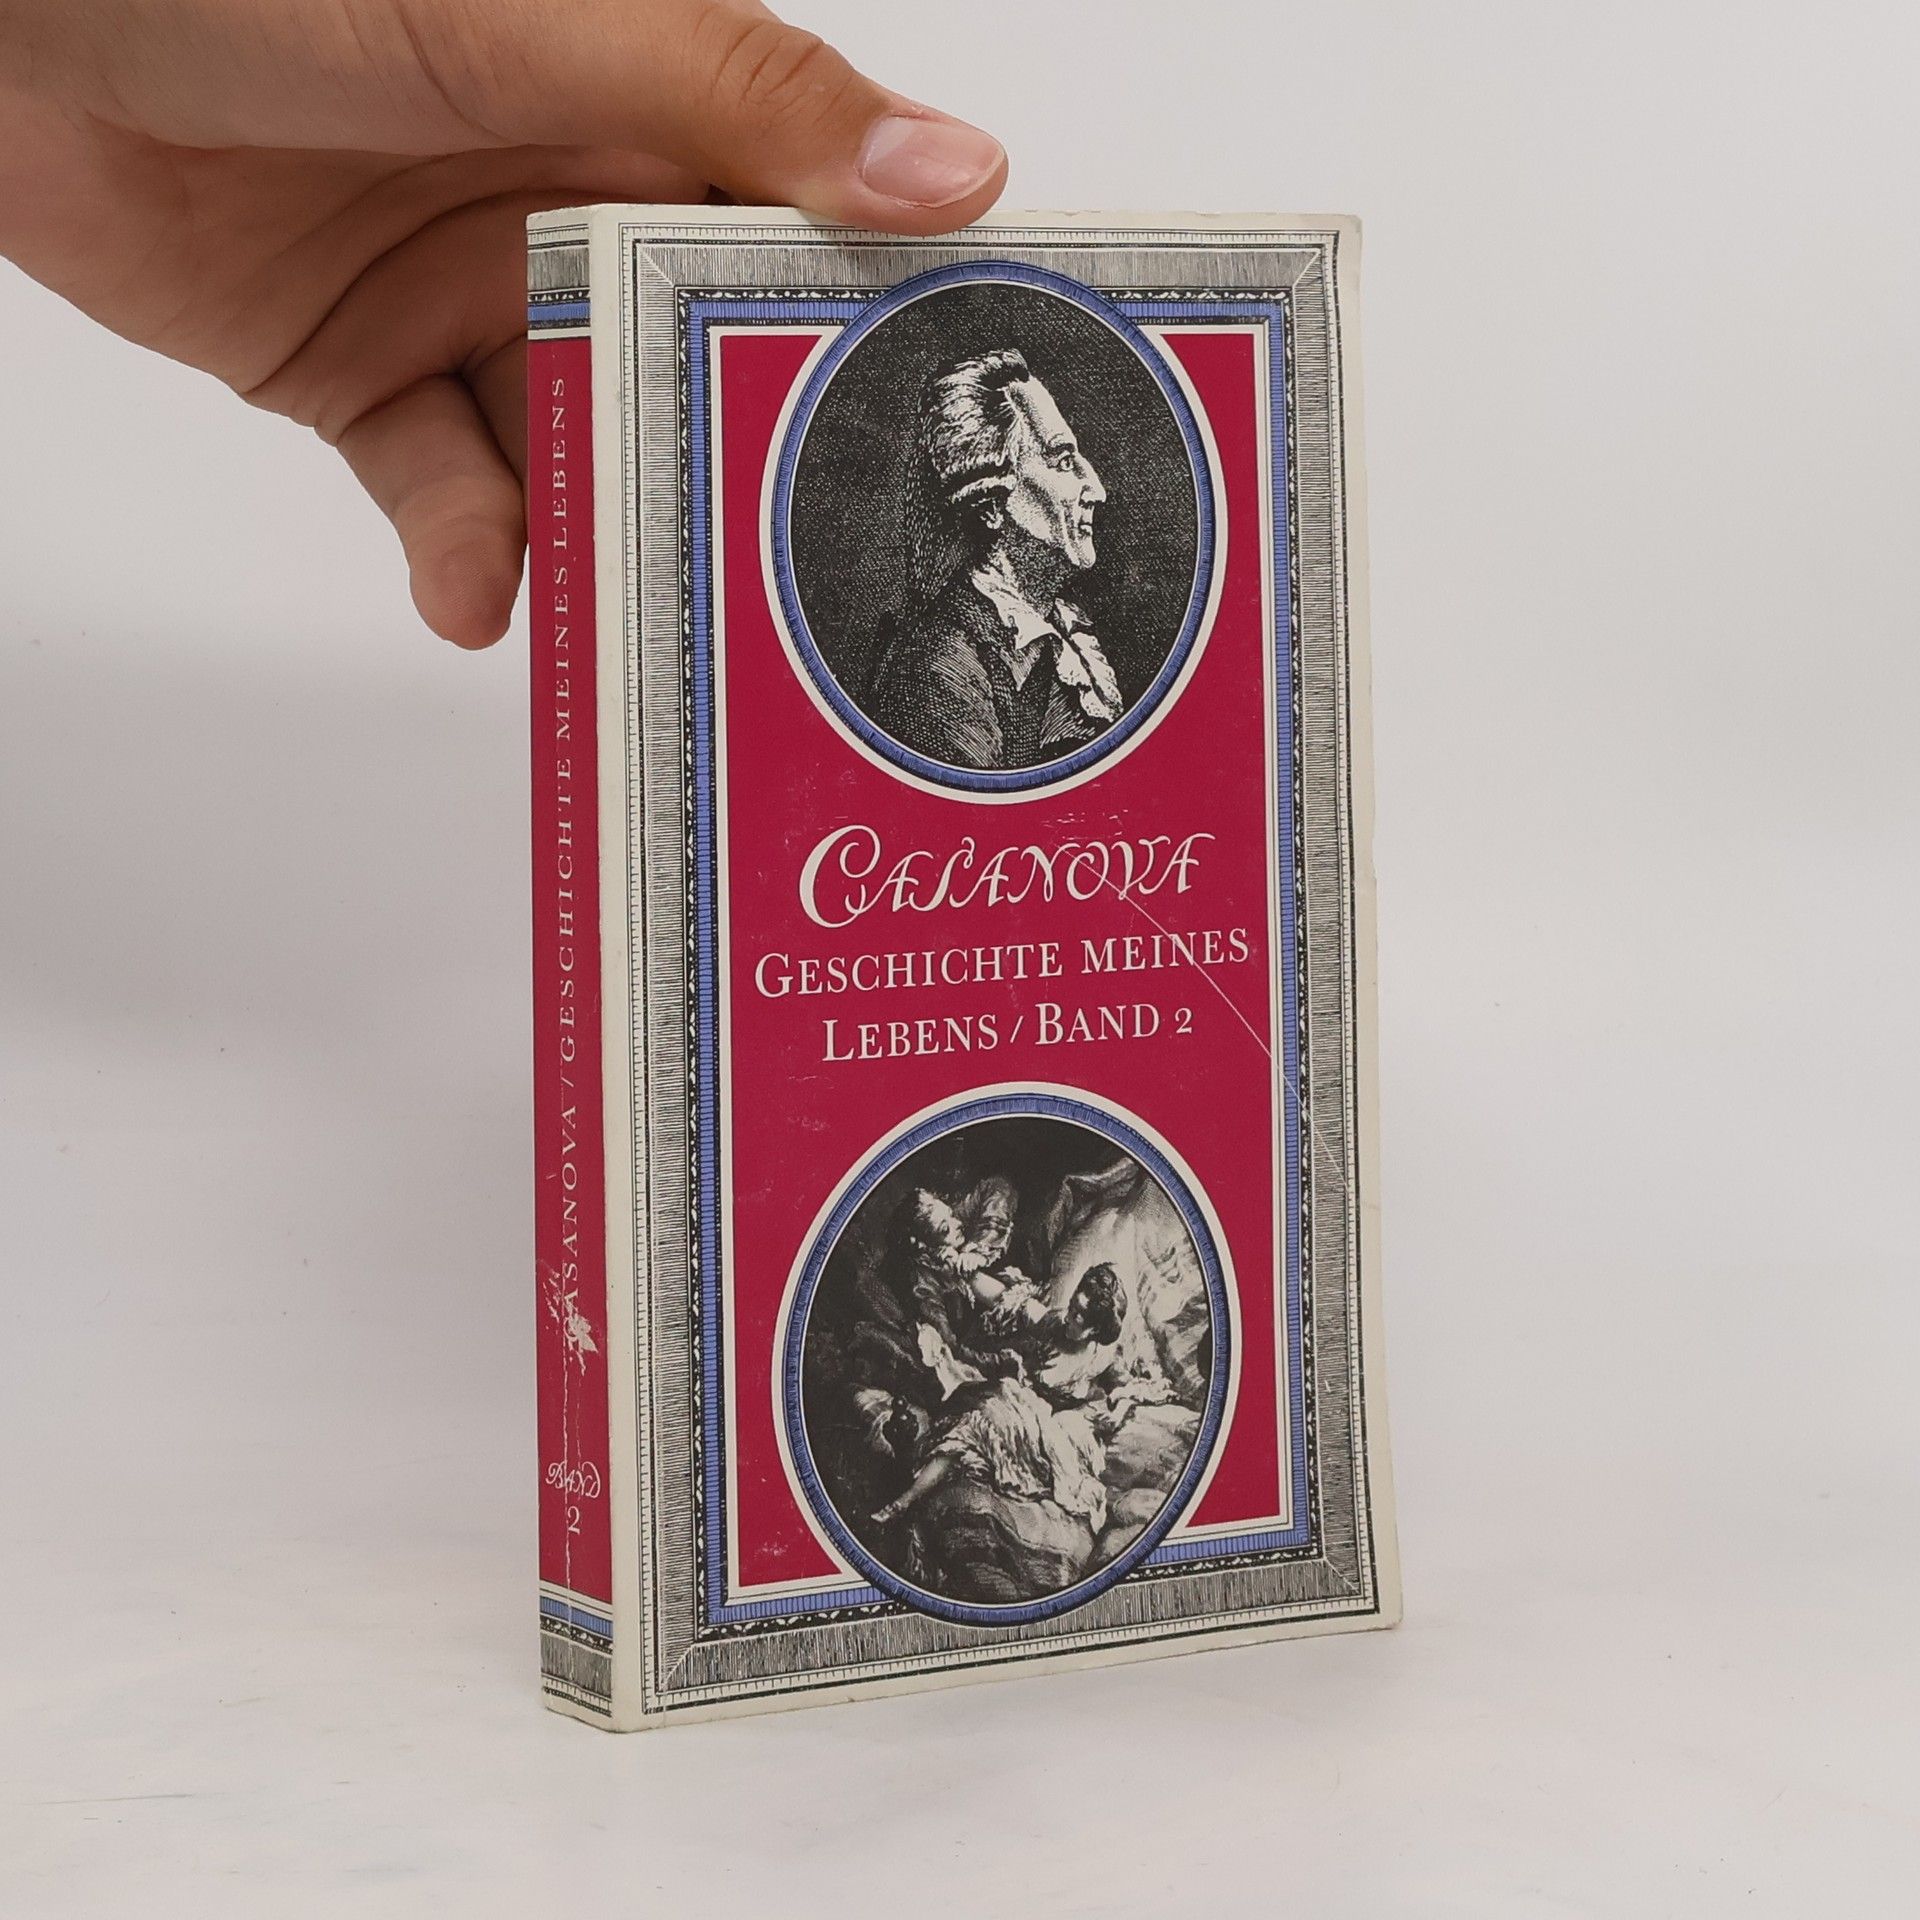 CASANOVA
GESCHICHTE MEINES
LEBENS / BAND 2
CASANOVA / GESCHICHTE MEINES LEBENS
BAND
2